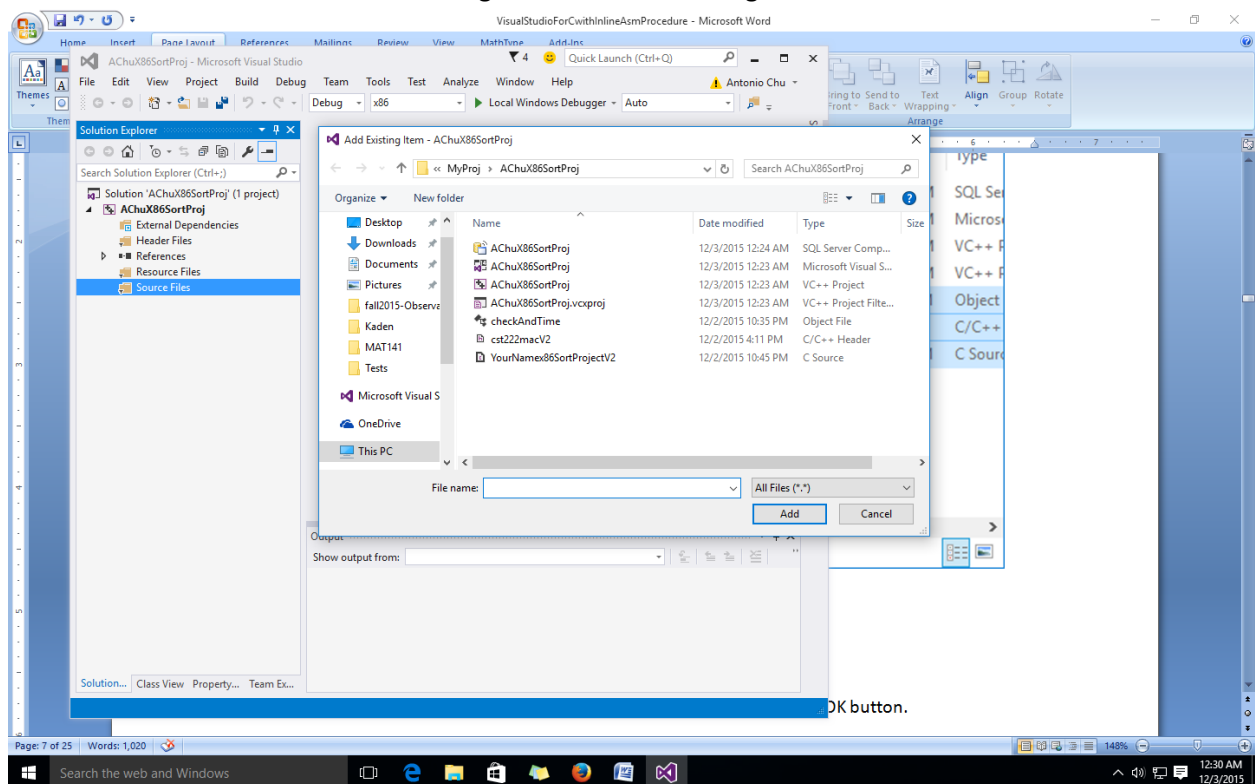 VisualStudioForCwithInlineAsmProcedure - Microsoft Word
Home Insert Page Layout References Mailings Review View MathType Add-Ins
Themes
Bring to Front
Send to Back
Text Wrapping
Align
Group
Rotate
Arrange
AChuX86SortProj - Microsoft Visual Studio
4
Quick Launch (Ctrl+Q)
File Edit View Project Build Debug Team Tools Test Analyze Window Help
Antonio Chu
Debug x86 Local Windows Debugger Auto
Solution Explorer
Search Solution Explorer (Ctrl+;)
Solution 'AChuX86SortProj' (1 project)
AChuX86SortProj
External Dependencies
Header Files
References
Resource Files
Source Files
Solution... Class View Property... Team Ex...
Add Existing Item - AChuX86SortProj
« MyProj › AChuX86SortProj
Search AChuX86SortProj
Organize New folder
Desktop
Downloads
Documents
Pictures
fall2015-Observa
Kaden
MAT141
Tests
Microsoft Visual S
OneDrive
This PC
Name Date modified Type Size
AChuX86SortProj 12/3/2015 12:24 AM SQL Server Comp...
AChuX86SortProj 12/3/2015 12:23 AM Microsoft Visual S...
AChuX86SortProj 12/3/2015 12:23 AM VC++ Project
AChuX86SortProj.vcxproj 12/3/2015 12:23 AM VC++ Project Filte...
checkAndTime 12/2/2015 10:35 PM Object File
cst222macV2 12/2/2015 4:11 PM C/C++ Header
YourNamex86SortProjectV2 12/2/2015 10:45 PM C Source
File name:
All Files (*.*)
Add Cancel
Output
Show output from:
6 7
Type
SQL Ser
Micros
VC++ P
VC++ P
Object
C/C++
C Sourc
OK button.
Page: 7 of 25 Words: 1,020
148%
Search the web and Windows
12:30 AM
12/3/2015